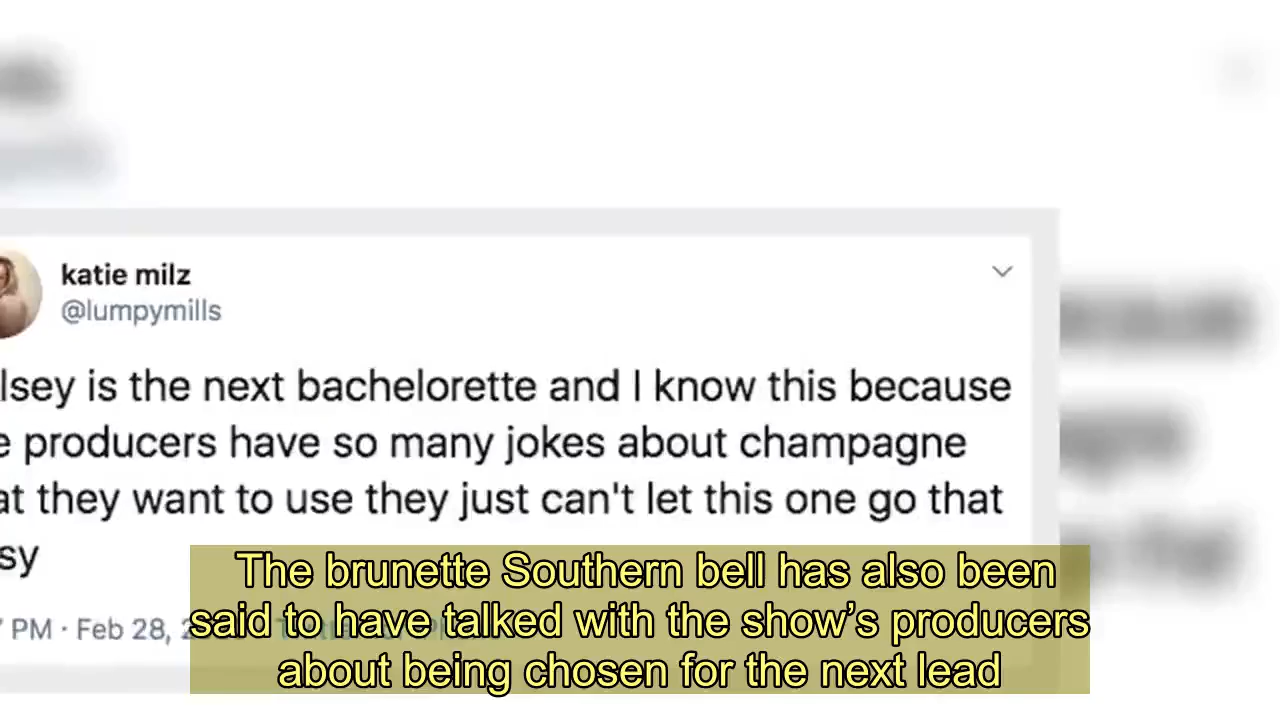 katie milz
@lumpymills
lsey is the next bachelorette and I know this because
e producers have so many jokes about champagne
at they want to use they just can't let this one go that
sy
PM · Feb 28, 2
The brunette Southern bell has also been
said to have talked with the show’s producers
about being chosen for the next lead